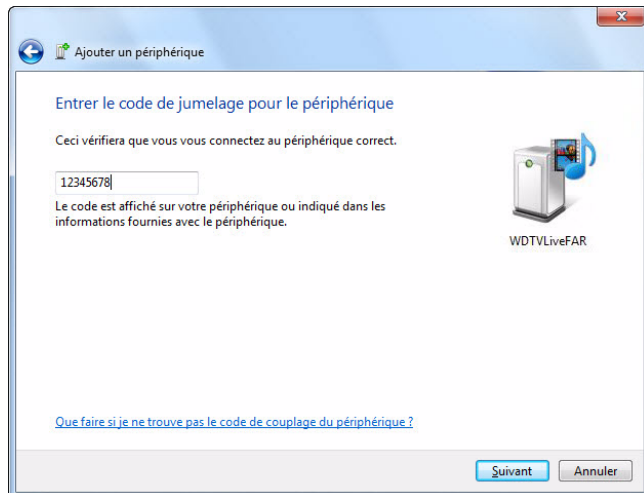 Ajouter un périphérique
Entrer le code de jumelage pour le périphérique
Ceci vérifiera que vous vous connectez au périphérique correct.
12345678
Le code est affiché sur votre périphérique ou indiqué dans les
informations fournies avec le périphérique.
WDTVLiveFAR
Que faire si je ne trouve pas le code de couplage du périphérique ?
Suivant Annuler